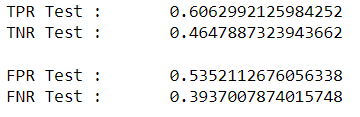 TPR Test :        0.6062992125984252
TNR Test :        0.4647887323943662
FPR Test :        0.5352112676056338
FNR Test :        0.3937007874015748